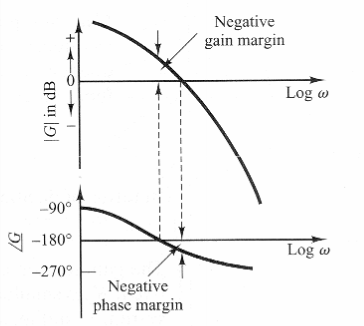 Negative
gain margin
+
0
−
|G| in dB
Log ω
−90°
−180°
−270°
∠G
Log ω
Negative
phase margin